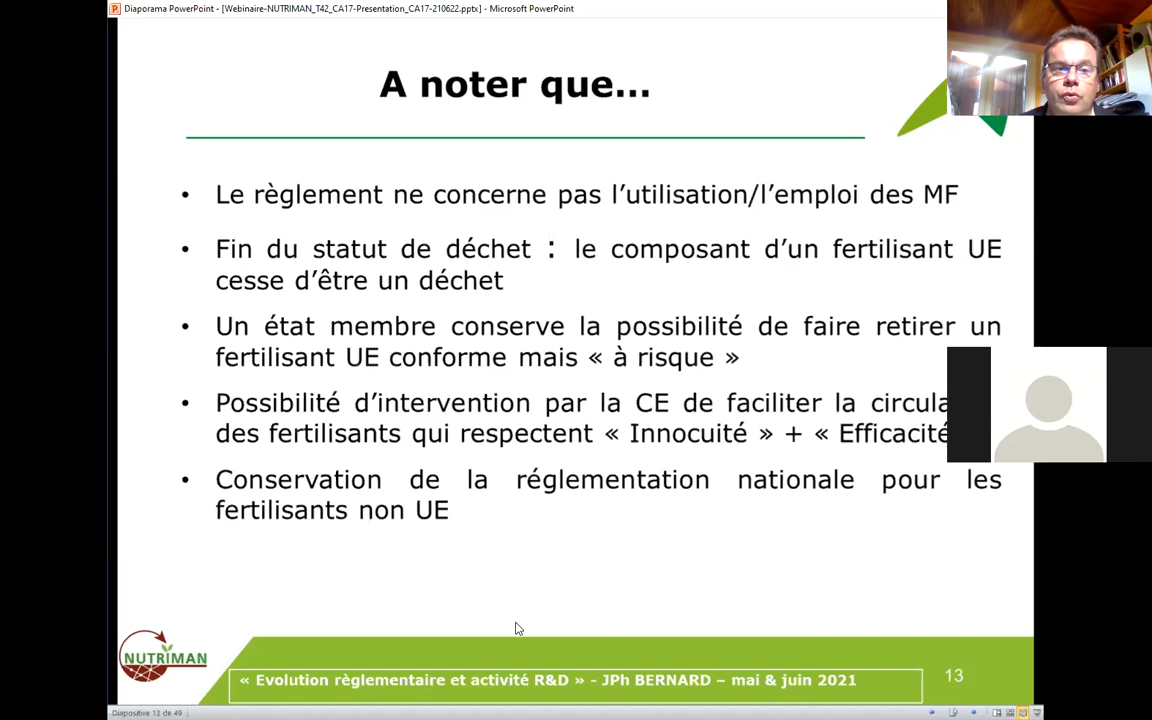 Diaporama PowerPoint - [Webinaire-NUTRIMAN_T42_CA17-Presentation_CA17-210622.pptx] - Microsoft PowerPoint
A noter que...
• Le règlement ne concerne pas l’utilisation/l’emploi des MF
• Fin du statut de déchet : le composant d’un fertilisant UE
cesse d’être un déchet
• Un état membre conserve la possibilité de faire retirer un
fertilisant UE conforme mais « à risque »
• Possibilité d’intervention par la CE de faciliter la circula
des fertilisants qui respectent « Innocuité » + « Efficacité
• Conservation de la réglementation nationale pour les
fertilisants non UE
NUTRIMAN
« Evolution règlementaire et activité R&D » - JPh BERNARD – mai & juin 2021
13
Diapositive 13 de 49